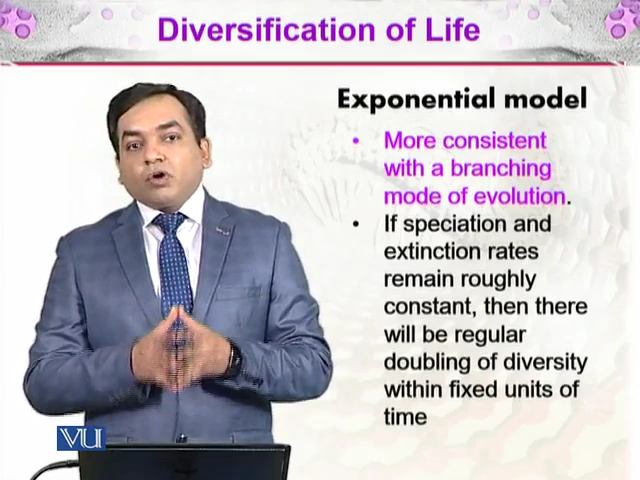 Diversification of Life
Exponential model
• More consistent
with a branching
mode of evolution.
• If speciation and
extinction rates
remain roughly
constant, then there
will be regular
doubling of diversity
within fixed units of
time
VU